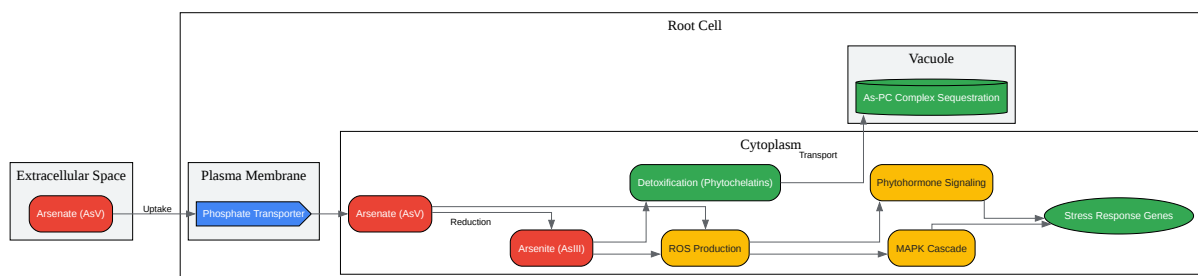 Root Cell
Vacuole
As-PC Complex Sequestration
Cytoplasm
Transport
Extracellular Space
Arsenate (AsV)
Uptake
Plasma Membrane
Phosphate Transporter
Arsenate (AsV)
Reduction
Detoxification (Phytochelatins)
Phytohormone Signaling
Stress Response Genes
Arsenite (AsIII)
ROS Production
MAPK Cascade